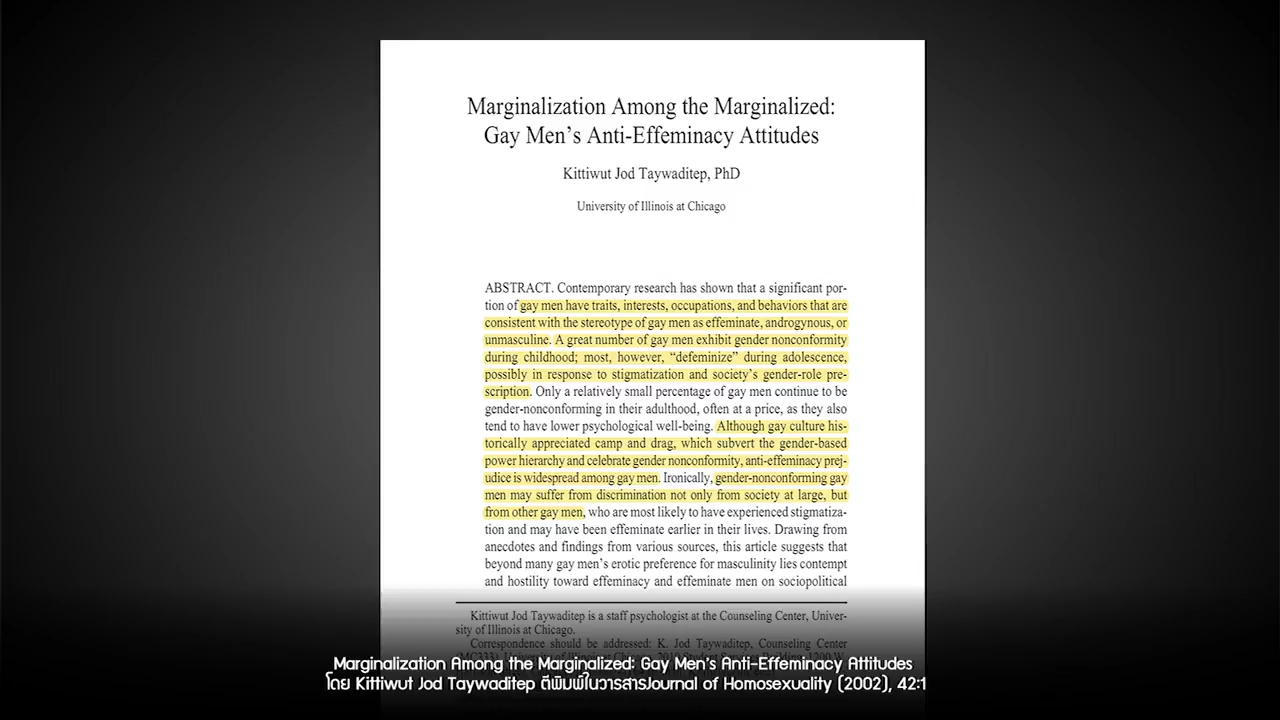 Marginalization Among the Marginalized:
Gay Men's Anti-Effeminacy Attitudes
Kittiwut Jod Taywaditep, PhD
University of Illinois at Chicago
ABSTRACT. Contemporary research has shown that a significant por-
tion of gay men have traits, interests, occupations, and behaviors that are
consistent with the stereotype of gay men as effeminate, androgynous, or
unmasculine. A great number of gay men exhibit gender nonconformity
during childhood; most, however, “defeminize” during adolescence,
possibly in response to stigmatization and society's gender-role pre-
scription. Only a relatively small percentage of gay men continue to be
gender-nonconforming in their adulthood, often at a price, as they also
tend to have lower psychological well-being. Although gay culture his-
torically appreciated camp and drag, which subvert the gender-based
power hierarchy and celebrate gender nonconformity, anti-effeminacy prej-
udice is widespread among gay men. Ironically, gender-nonconforming gay
men may suffer from discrimination not only from society at large, but
from other gay men, who are most likely to have experienced stigmatiza-
tion and may have been effeminate earlier in their lives. Drawing from
anecdotes and findings from various sources, this article suggests that
beyond many gay men's erotic preference for masculinity lies contempt
and hostility toward effeminacy and effeminate men on sociopolitical
Kittiwut Jod Taywaditep is a staff psychologist at the Counseling Center, Univer-
sity of Illinois at Chicago.
Correspondence should be addressed: K. Jod Taywaditep, Counseling Center
Marginalization Among the Marginalized: Gay Men's Anti-Effeminacy Attitudes
โดย Kittiwut Jod Taywaditep ตีพิมพ์ในวารสารJournal of Homosexuality (2002), 42:1